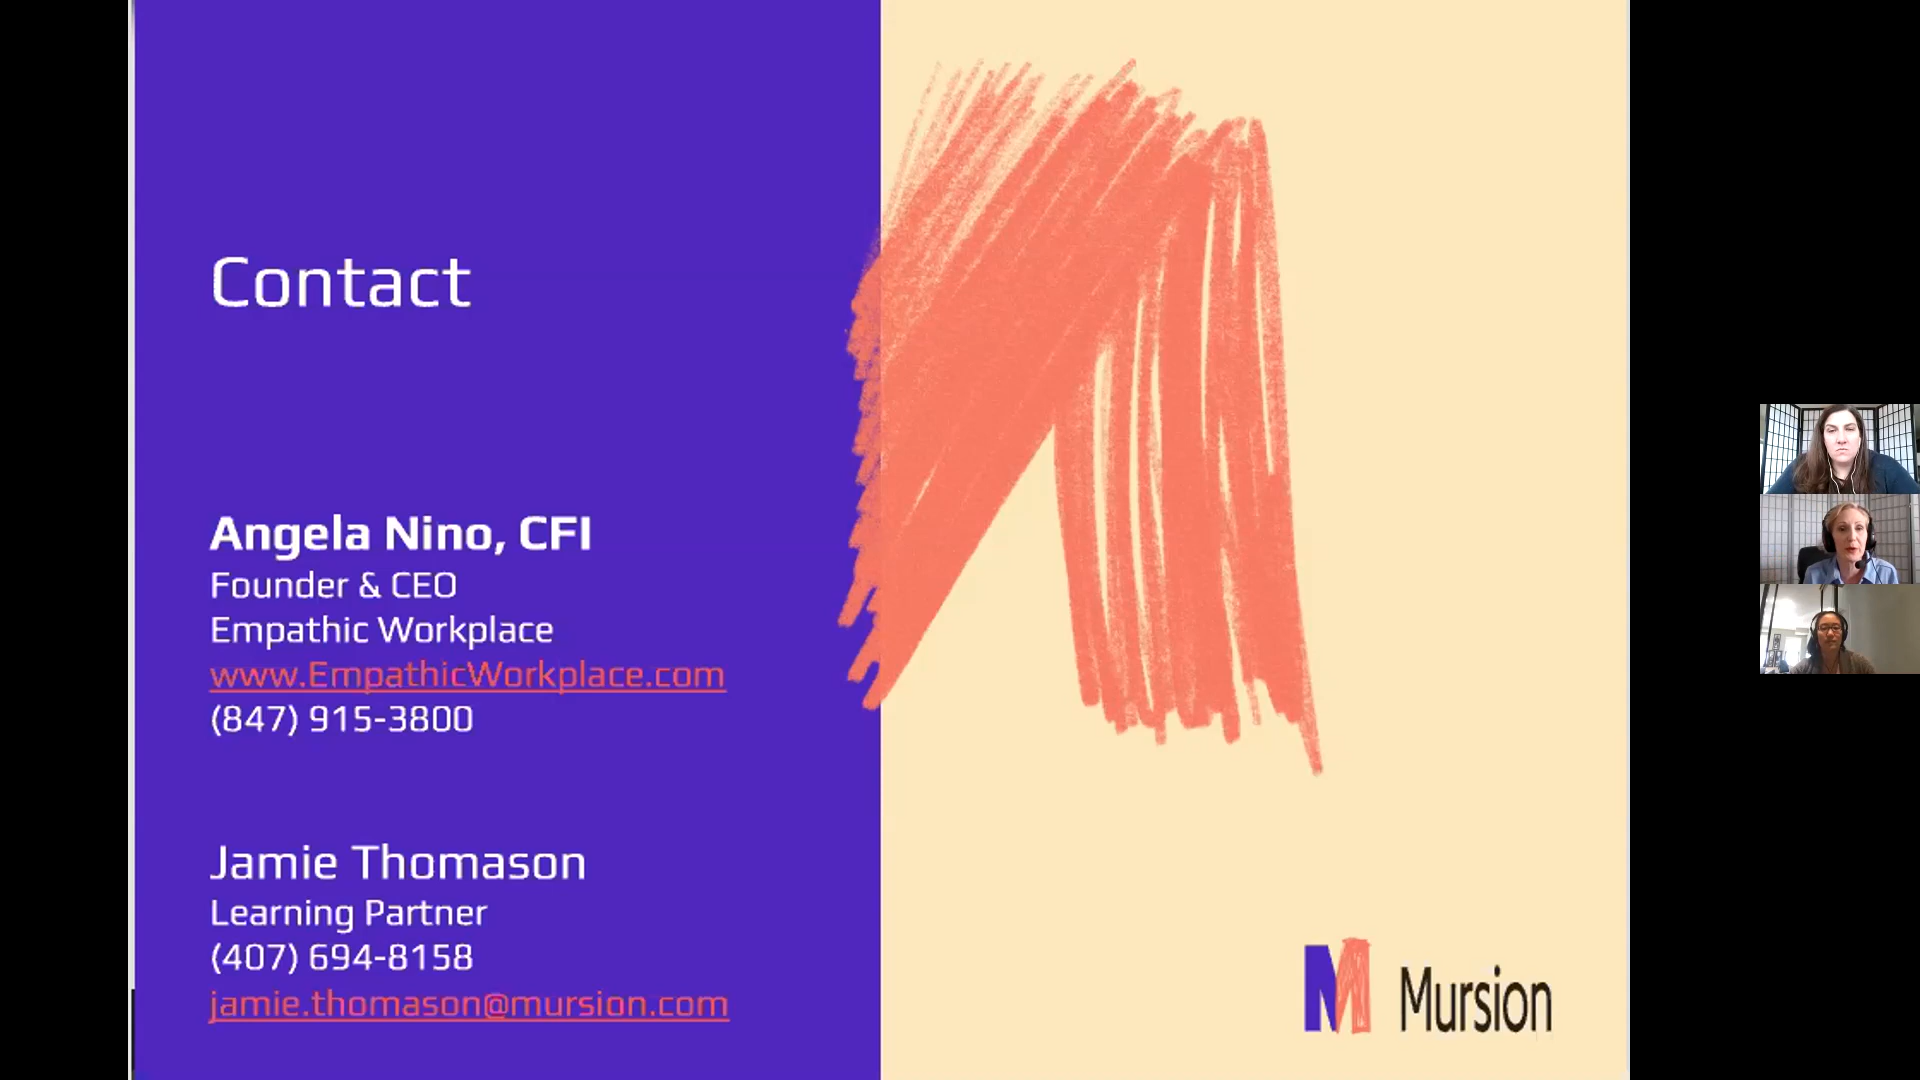 Contact
Angela Nino, CFI
Founder & CEO
Empathic Workplace
www.EmpathicWorkplace.com
(847) 915-3800
Jamie Thomason
Learning Partner
(407) 694-8158
jamie.thomason@mursion.com
M Mursion